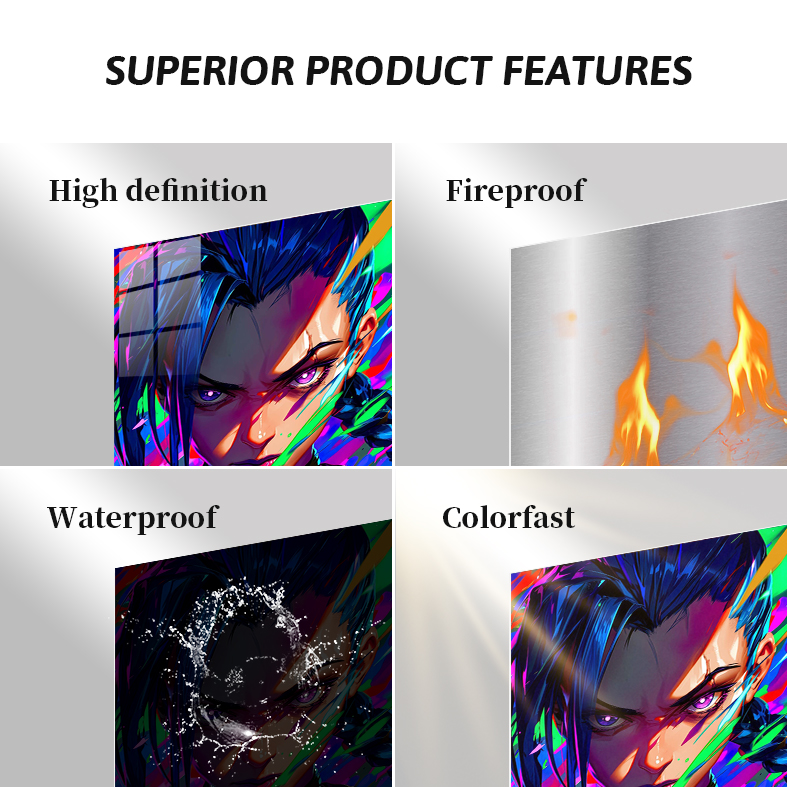 SUPERIOR PRODUCT FEATURES
High definition
Fireproof
Waterproof
Colorfast